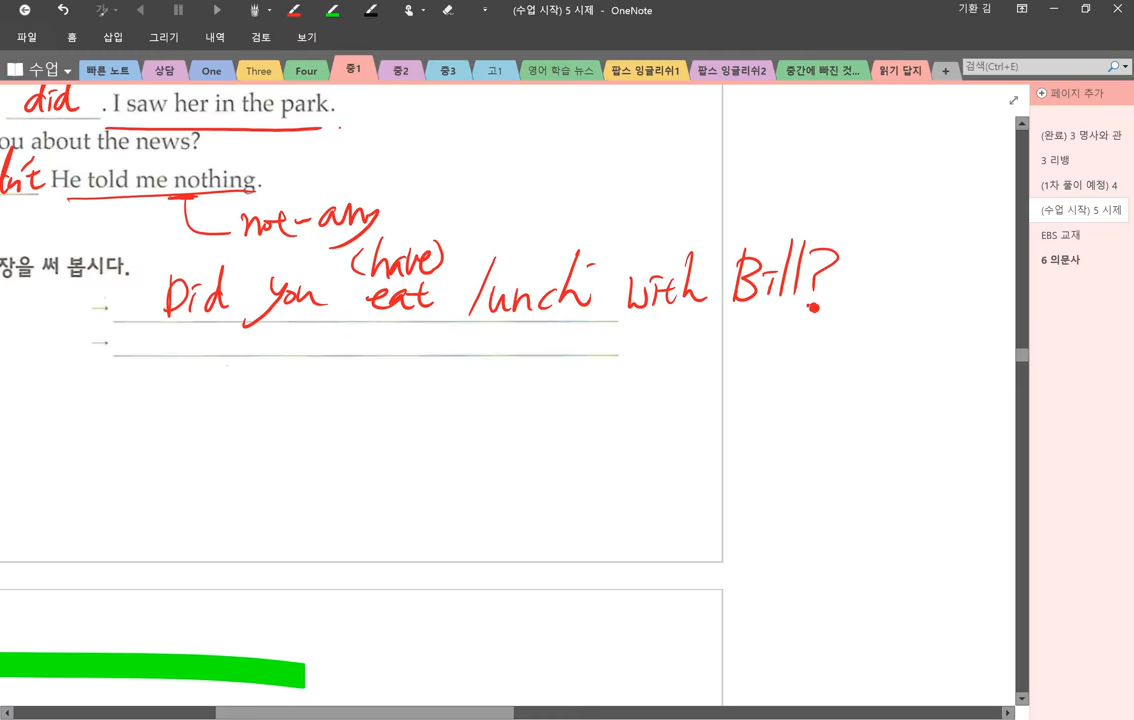 (수업 시작) 5 시제 - OneNote
기환 김
파일 홈 삽입 그리기 내역 검토 보기
수업 빠른 노트 상담 One Three Four 중1 중2 중3 고1 영어 학습 뉴스 팝스 잉글리쉬1 팝스 잉글리쉬2 중간에 빠진 것... 읽기 답지 + 검색(Ctrl+E)
페이지 추가
(완료) 3 명사와 관
3 리뱅
(1차 풀이 예정) 4
(수업 시작) 5 시제
EBS 교재
6 의문사
did . I saw her in the park.
ou about the news?
He told me nothing.
not-any
장을 써 봅시다.
(have)
→ Did you eat lunch with Bill?
→